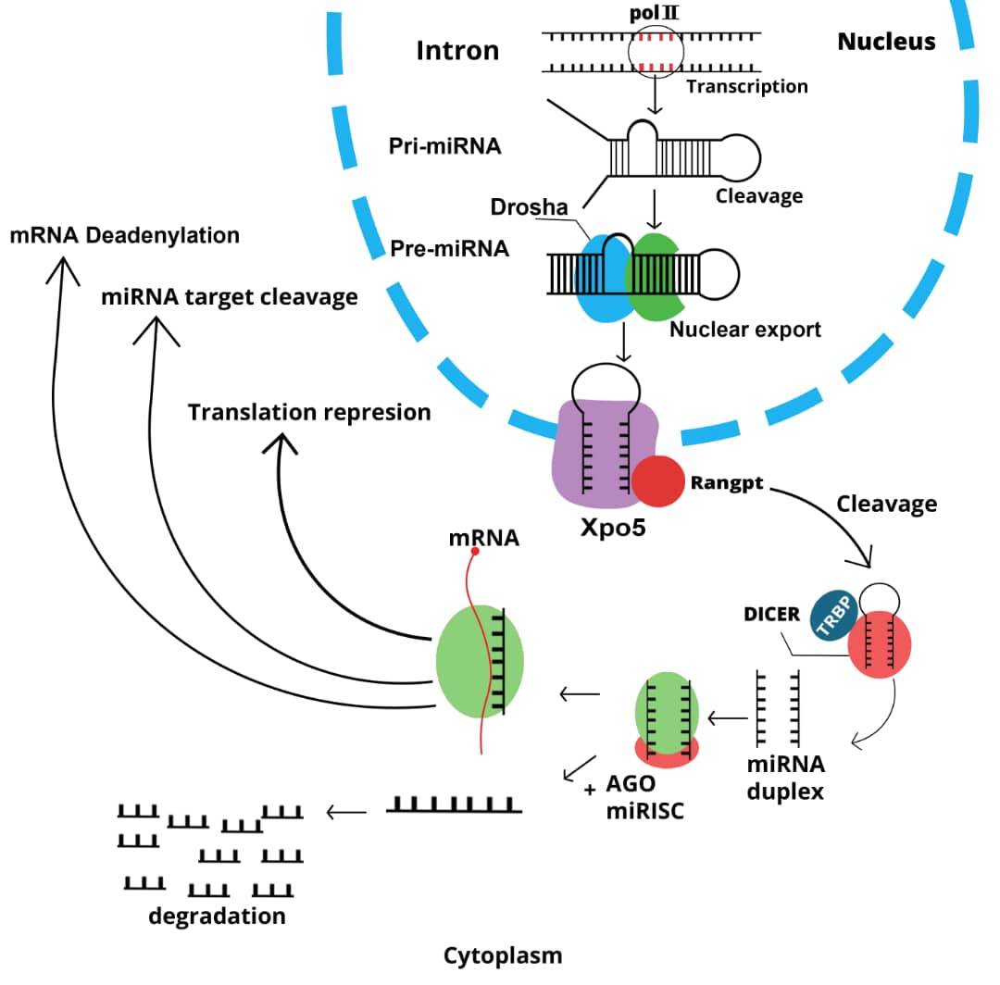 pol II
Intron
Nucleus
Transcription
Pri-miRNA
Cleavage
Drosha
mRNA Deadenylation
Pre-miRNA
miRNA target cleavage
Nuclear export
Translation represion
Rangpt
Cleavage
Xpo5
mRNA
DICER
TRBP
miRNA
duplex
+ AGO
miRISC
degradation
Cytoplasm